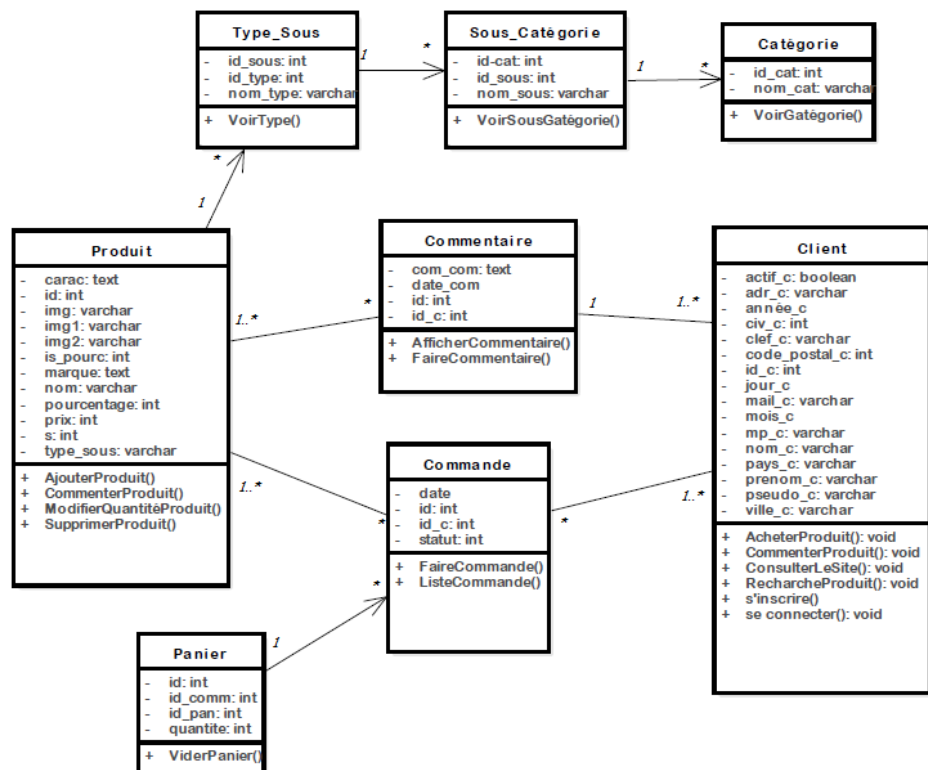 Type_Sous
- id_sous: int
- id_type: int
- nom_type: varchar
+ VoirType()
1
*
Sous_Catégorie
- id-cat: int
- id_sous: int
- nom_sous: varchar
+ VoirSousGatégorie()
1
*
Catégorie
- id_cat: int
- nom_cat: varchar
+ VoirGatégorie()
*
1
Produit
- carac: text
- id: int
- img: varchar
- img1: varchar
- img2: varchar
- is_pourc: int
- marque: text
- nom: varchar
- pourcentage: int
- prix: int
- s: int
- type_sous: varchar
+ AjouterProduit()
+ CommenterProduit()
+ ModifierQuantitéProduit()
+ SupprimerProduit()
1..*
*
Commentaire
- com_com: text
- date_com
- id: int
- id_c: int
+ AfficherCommentaire()
+ FaireCommentaire()
1
1..*
Client
- actif_c: boolean
- adr_c: varchar
- année_c
- civ_c: int
- clef_c: varchar
- code_postal_c: int
- id_c: int
- jour_c
- mail_c: varchar
- mois_c
- mp_c: varchar
- nom_c: varchar
- pays_c: varchar
- prenom_c: varchar
- pseudo_c: varchar
- ville_c: varchar
+ AcheterProduit(): void
+ CommenterProduit(): void
+ ConsulterLeSite(): void
+ RecharcheProduit(): void
+ s'inscrire()
+ se connecter(): void
1..*
*
Commande
- date
- id: int
- id_c: int
- statut: int
+ FaireCommande()
+ ListeCommande()
*
1..*
1
*
Panier
- id: int
- id_comm: int
- id_pan: int
- quantite: int
+ ViderPanier()